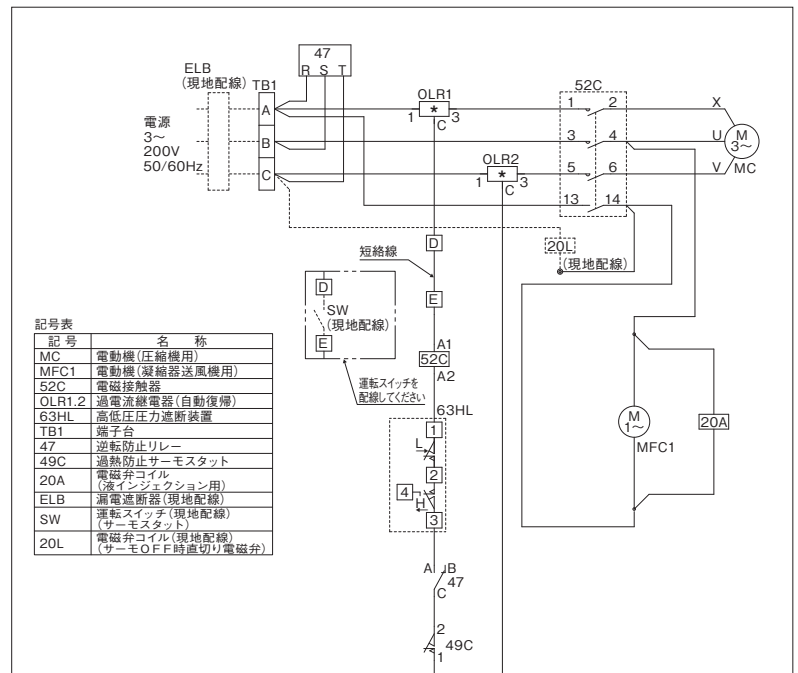 47
R S T
ELB
(現地配線)
TB1
A
B
C
電源
3～
200V
50/60Hz
OLR1
1 * 3
C
OLR2
1 * 3
C
52C
1 2
3 4
5 6
13 14
X
U
V
M
3～
MC
20L
(現地配線)
D
短絡線
E
D
SW
(現地配線)
E
運転スイッチを
配線してください
A1
52C
A2
63HL
1
L
2
4
H
3
A B
47
C
2
49C
1
M
1～
MFC1
20A
記号表
記 号 名 称
MC 電動機(圧縮機用)
MFC1 電動機(凝縮器送風機用)
52C 電磁接触器
OLR1.2 過電流継電器(自動復帰)
63HL 高低圧圧力遮断装置
TB1 端子台
47 逆転防止リレー
49C 過熱防止サーモスタット
20A 電磁弁コイル
(液インジェクション用)
ELB 漏電遮断器(現地配線)
SW 運転スイッチ(現地配線)
(サーモスタット)
20L 電磁弁コイル(現地配線)
(サーモOFF時直切り電磁弁)